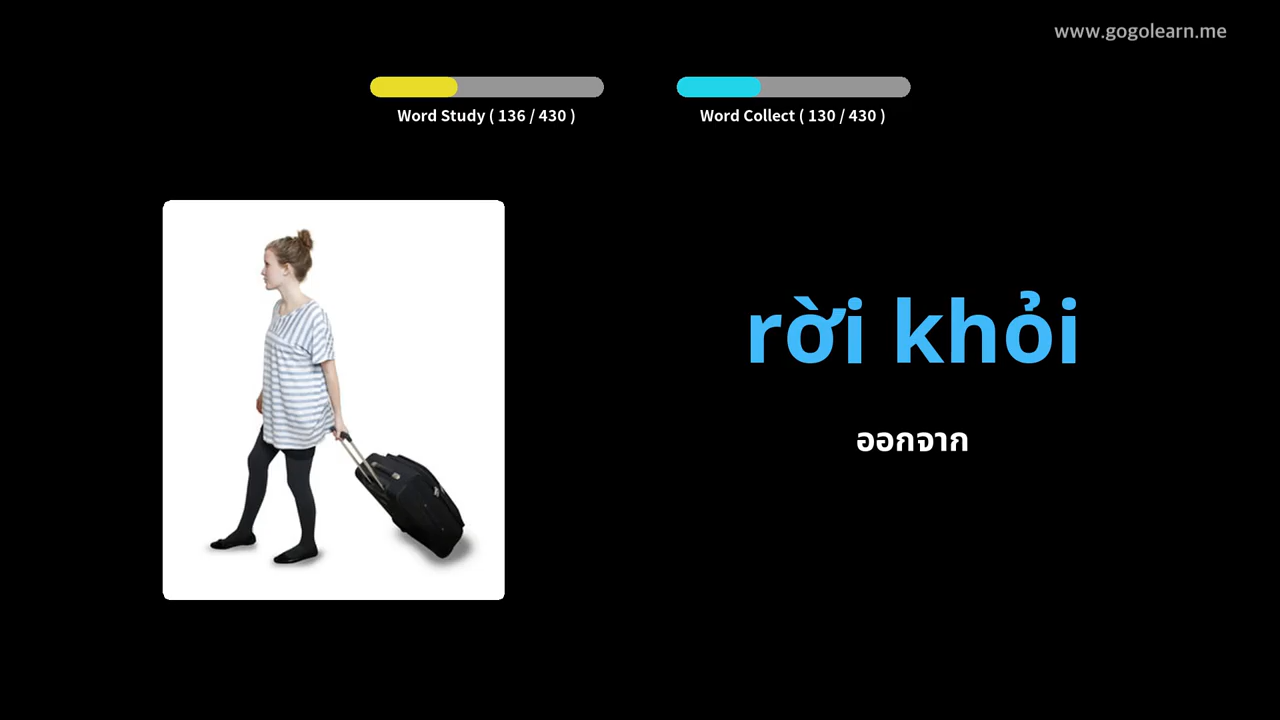 www.gogolearn.me
Word Study ( 136 / 430 )
Word Collect ( 130 / 430 )
rời khỏi
ออกจาก